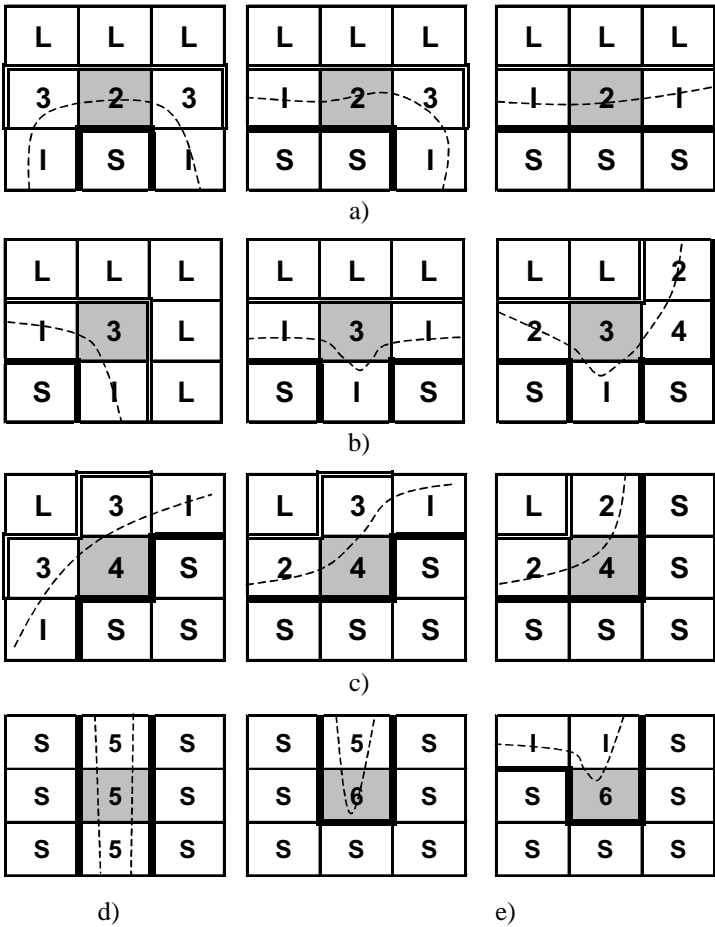 L L L L L L L L L
3 2 3 I 2 3 I 2 I
I S I S S I S S S
a)
L L L L L L L L 2
I 3 L I 3 I 2 3 4
S I L S I S S I S
b)
L 3 I L 3 I L 2 S
3 4 S 2 4 S 2 4 S
I S S S S S S S S
c)
S 5 S S 5 S I I S
S 5 S S 6 S S 6 S
S 5 S S S S S S S
d) e)